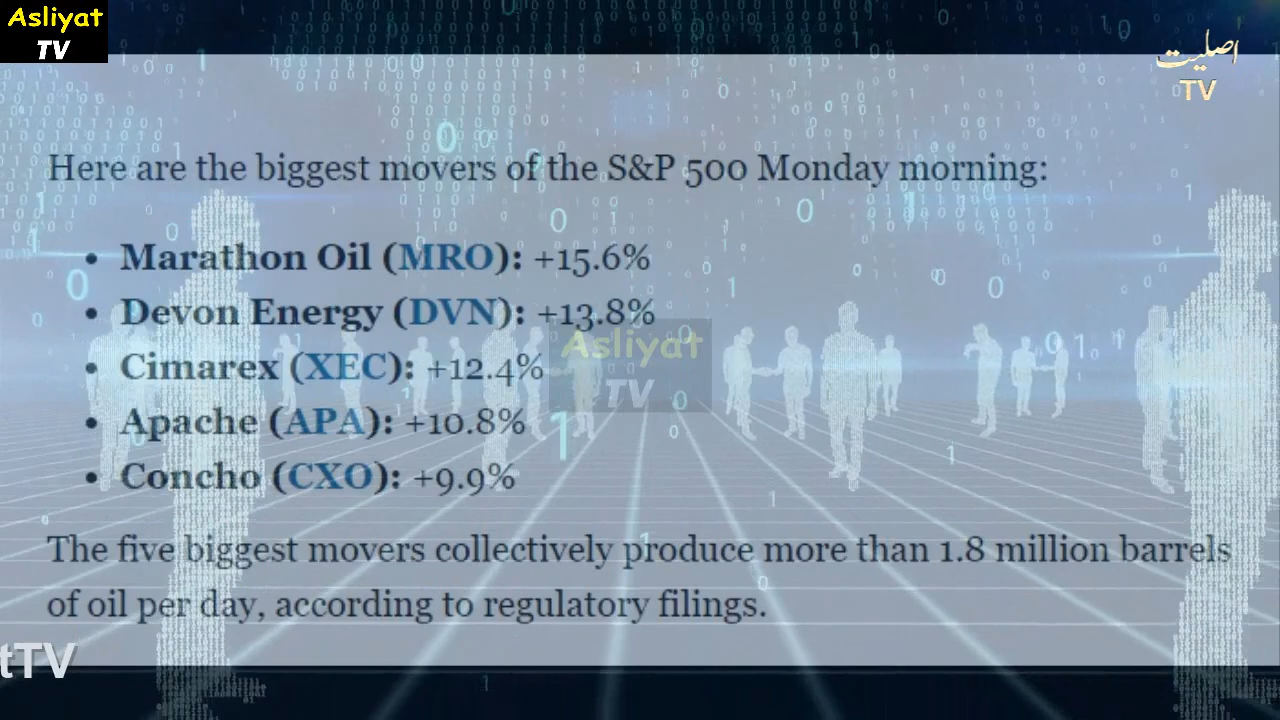 Asliyat
TV
اصلیت
TV
Here are the biggest movers of the S&P 500 Monday morning:
• Marathon Oil (MRO): +15.6%
• Devon Energy (DVN): +13.8%
• Cimarex (XEC): +12.4%
• Apache (APA): +10.8%
• Concho (CXO): +9.9%
Asliyat
TV
The five biggest movers collectively produce more than 1.8 million barrels
of oil per day, according to regulatory filings.
tTV